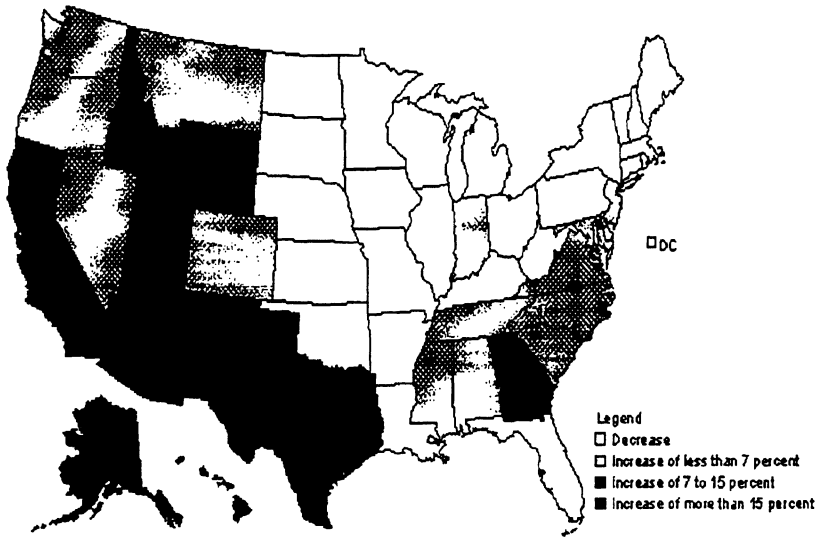 DC
Legend
Decrease
Increase of less than 7 percent
Increase of 7 to 15 percent
Increase of more than 15 percent